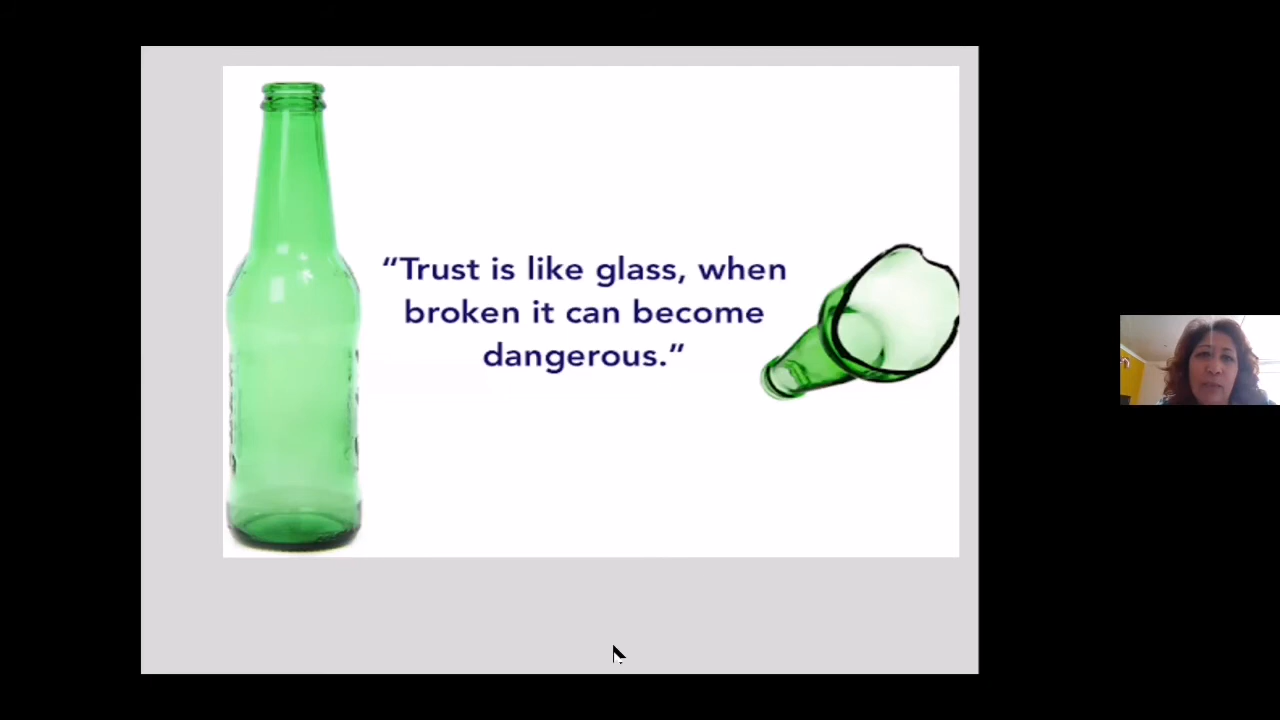 “Trust is like glass, when
broken it can become
dangerous.”